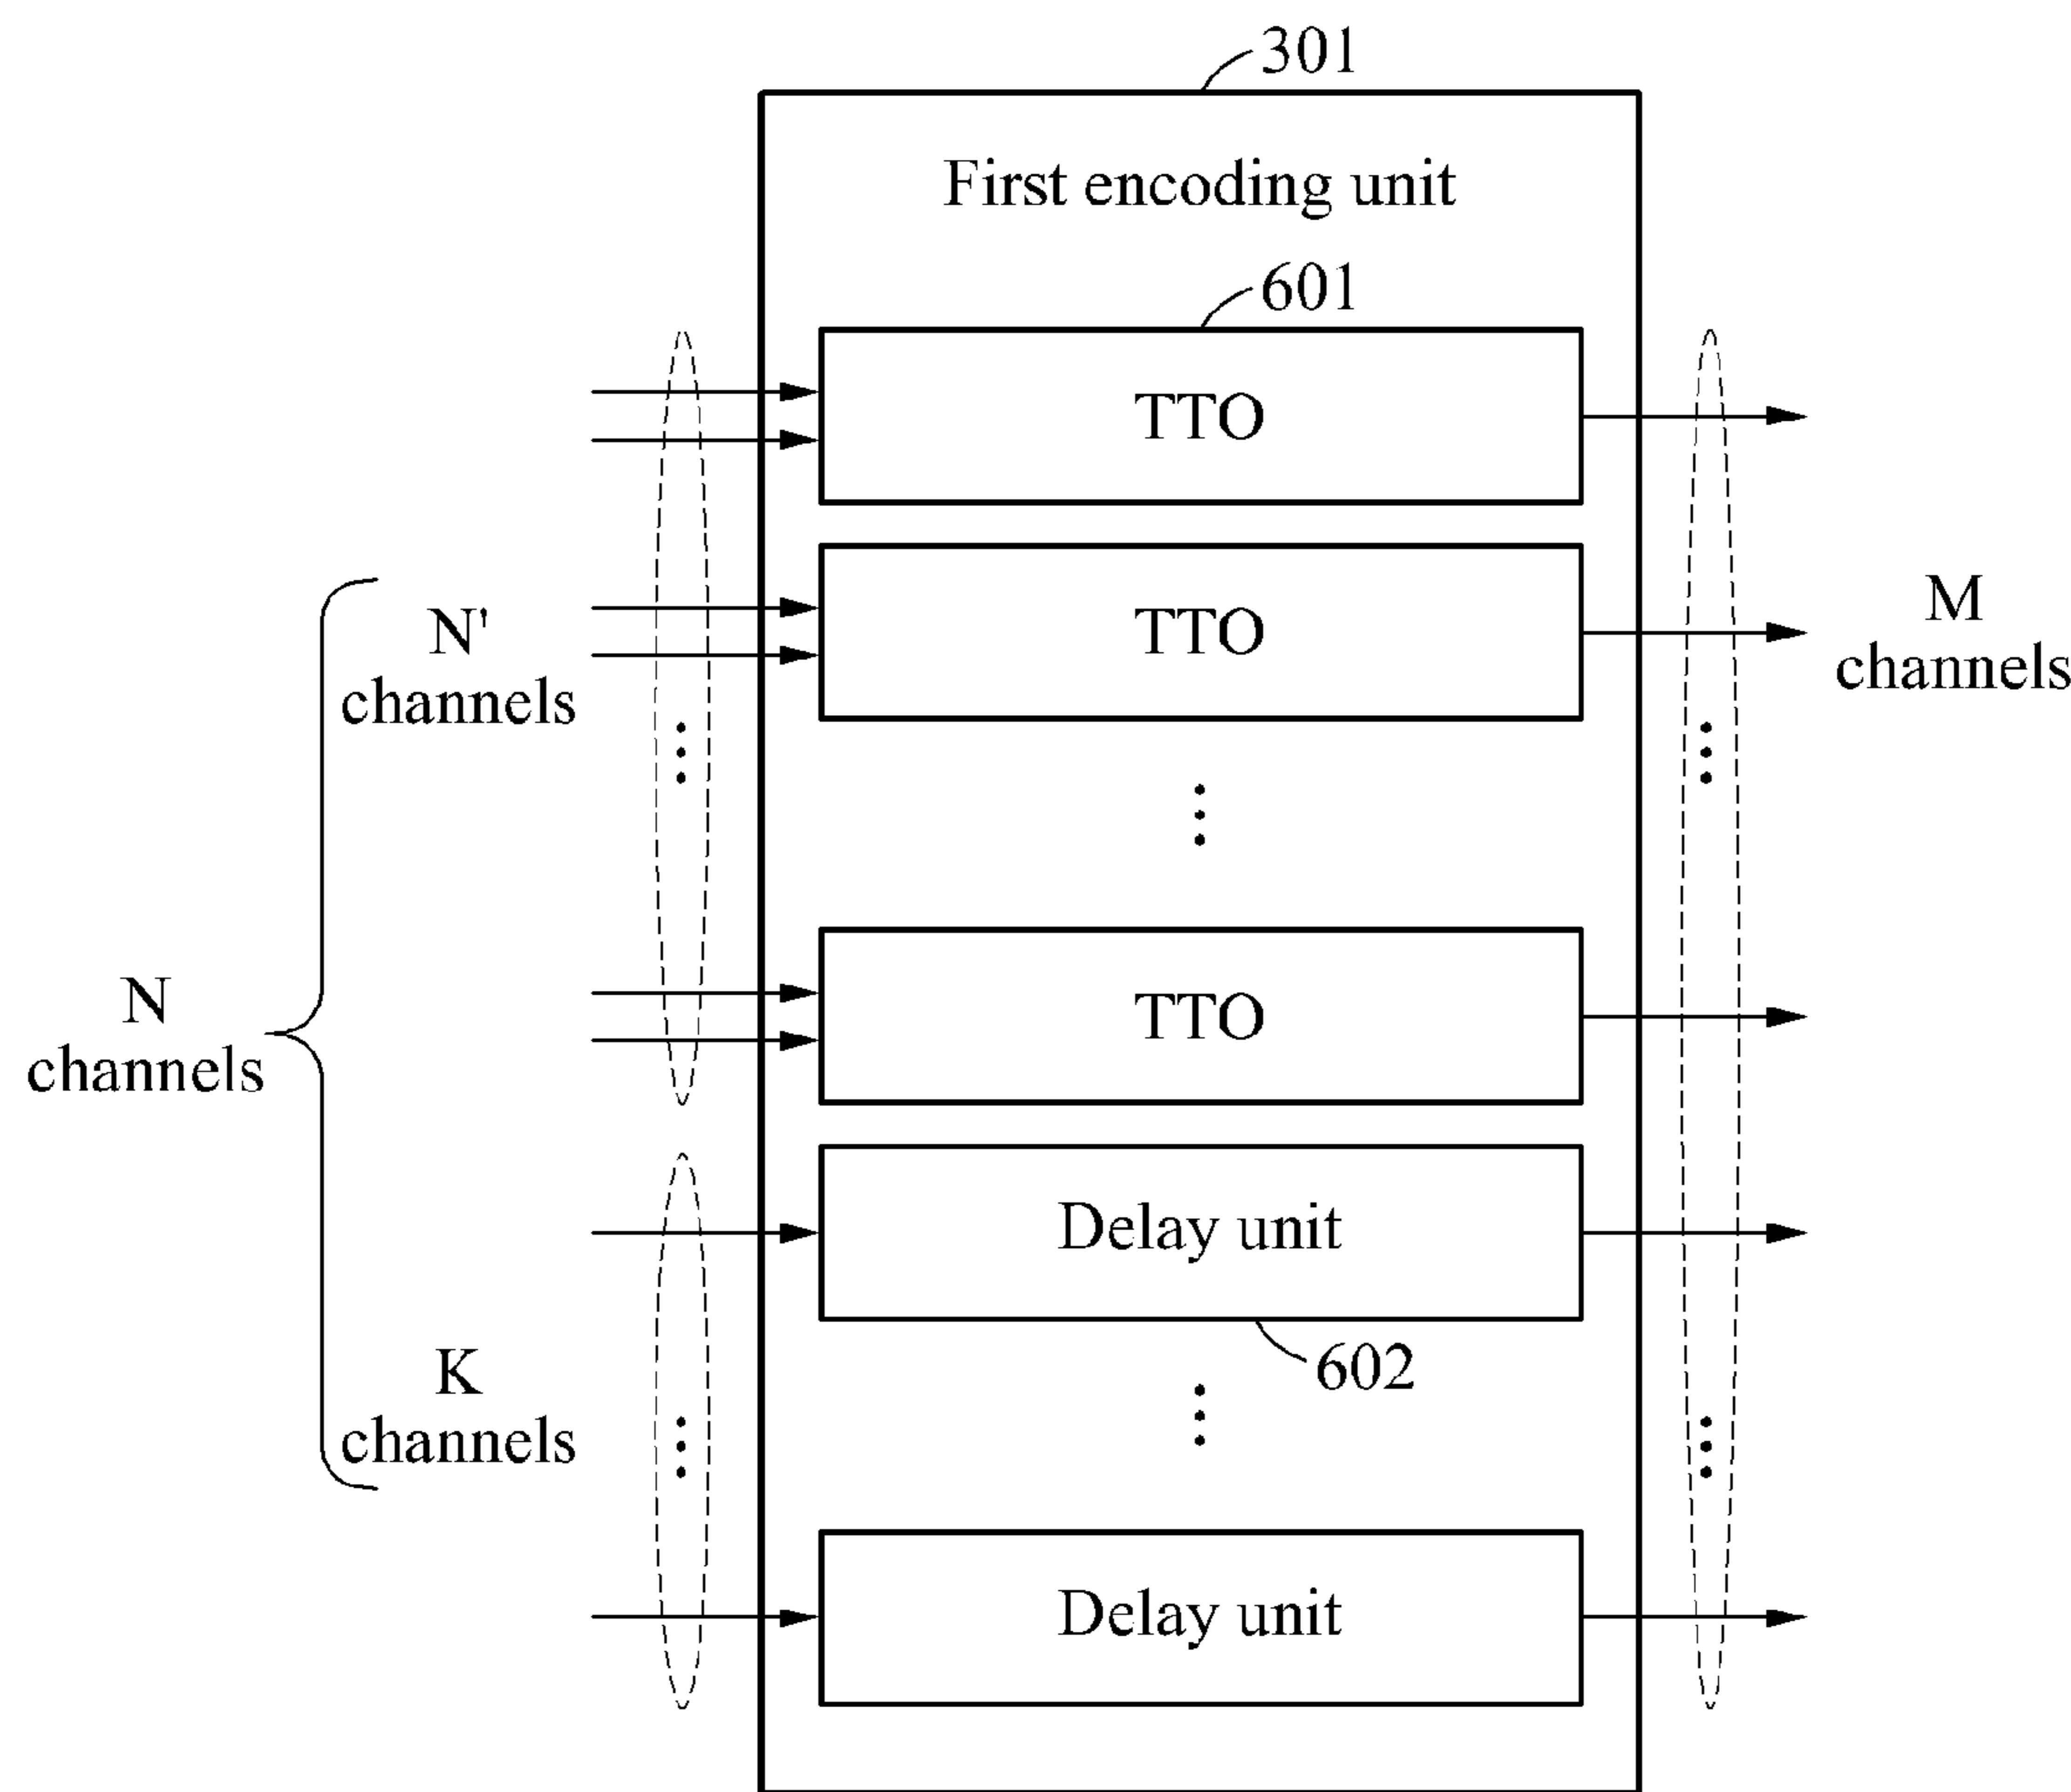 301
First encoding unit
601
TTO
N'
channels
TTO
M
channels
N
channels
TTO
Delay unit
602
K
channels
Delay unit